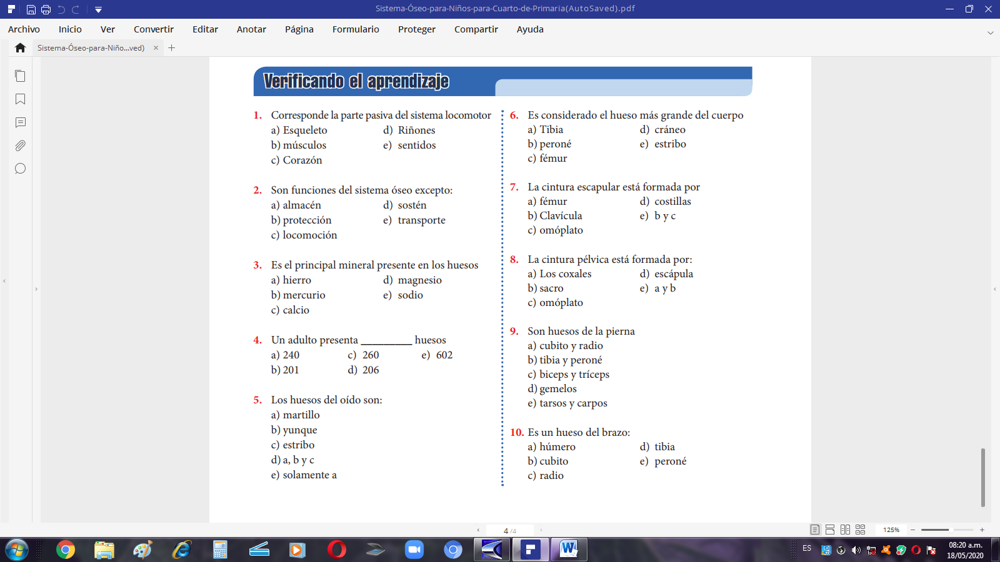 Sistema-Óseo-para-Niños-para-Cuarto-de-Primaria(AutoSaved).pdf
Archivo Inicio Ver Convertir Editar Anotar Página Formulario Proteger Compartir Ayuda
Sistema-Óseo-para-Niño...ved)
Verificando el aprendizaje
1. Corresponde la parte pasiva del sistema locomotor
a) Esqueleto d) Riñones
b) músculos e) sentidos
c) Corazón
2. Son funciones del sistema óseo excepto:
a) almacén d) sostén
b) protección e) transporte
c) locomoción
3. Es el principal mineral presente en los huesos
a) hierro d) magnesio
b) mercurio e) sodio
c) calcio
4. Un adulto presenta _________ huesos
a) 240 c) 260 e) 602
b) 201 d) 206
5. Los huesos del oído son:
a) martillo
b) yunque
c) estribo
d) a, b y c
e) solamente a
6. Es considerado el hueso más grande del cuerpo
a) Tibia d) cráneo
b) peroné e) estribo
c) fémur
7. La cintura escapular está formada por
a) fémur d) costillas
b) Clavícula e) b y c
c) omóplato
8. La cintura pélvica está formada por:
a) Los coxales d) escápula
b) sacro e) a y b
c) omóplato
9. Son huesos de la pierna
a) cubito y radio
b) tibia y peroné
c) biceps y tríceps
d) gemelos
e) tarsos y carpos
10. Es un hueso del brazo:
a) húmero d) tibia
b) cubito e) peroné
c) radio
4 /4
125%
ES
08:20 a.m.
18/05/2020